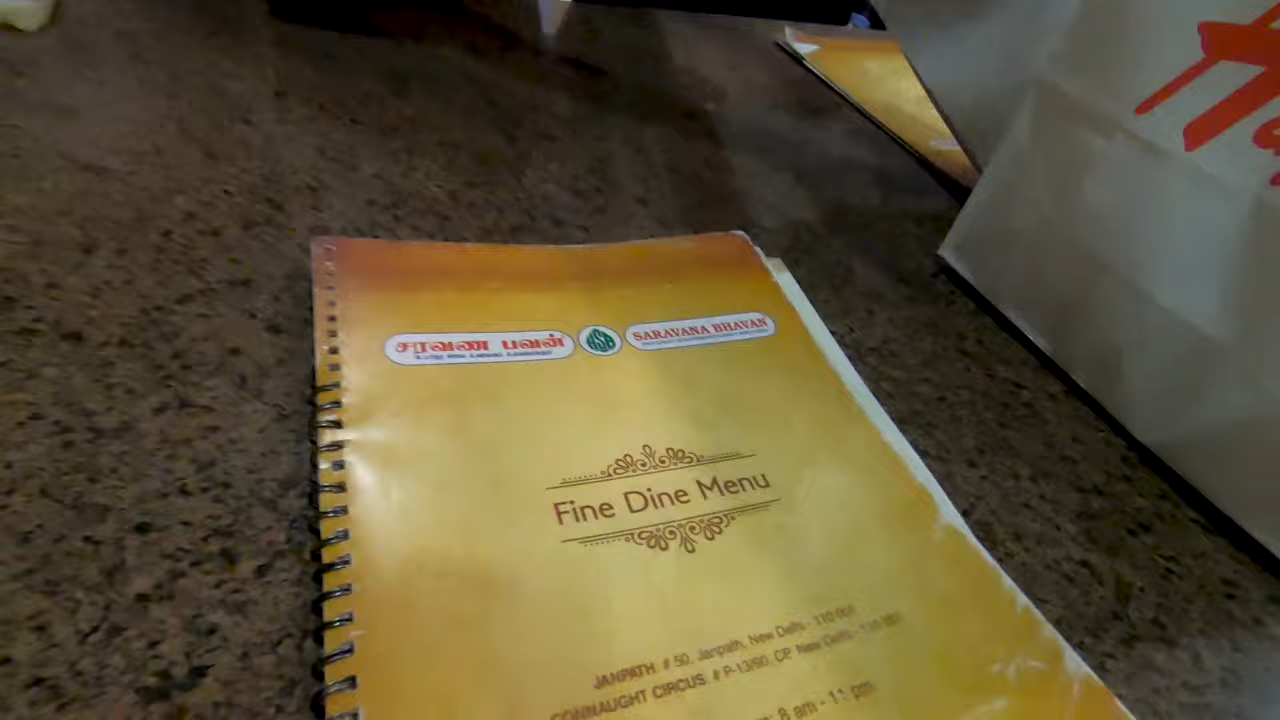 சரவண பவன்
HSB
SARAVANA BHAVAN
Fine Dine Menu
JANPATH # 50, Janpath, New Delhi - 110 001
CONNAUGHT CIRCUS # P-13/90, CP, New Delhi - 110 001
8 am - 11 pm